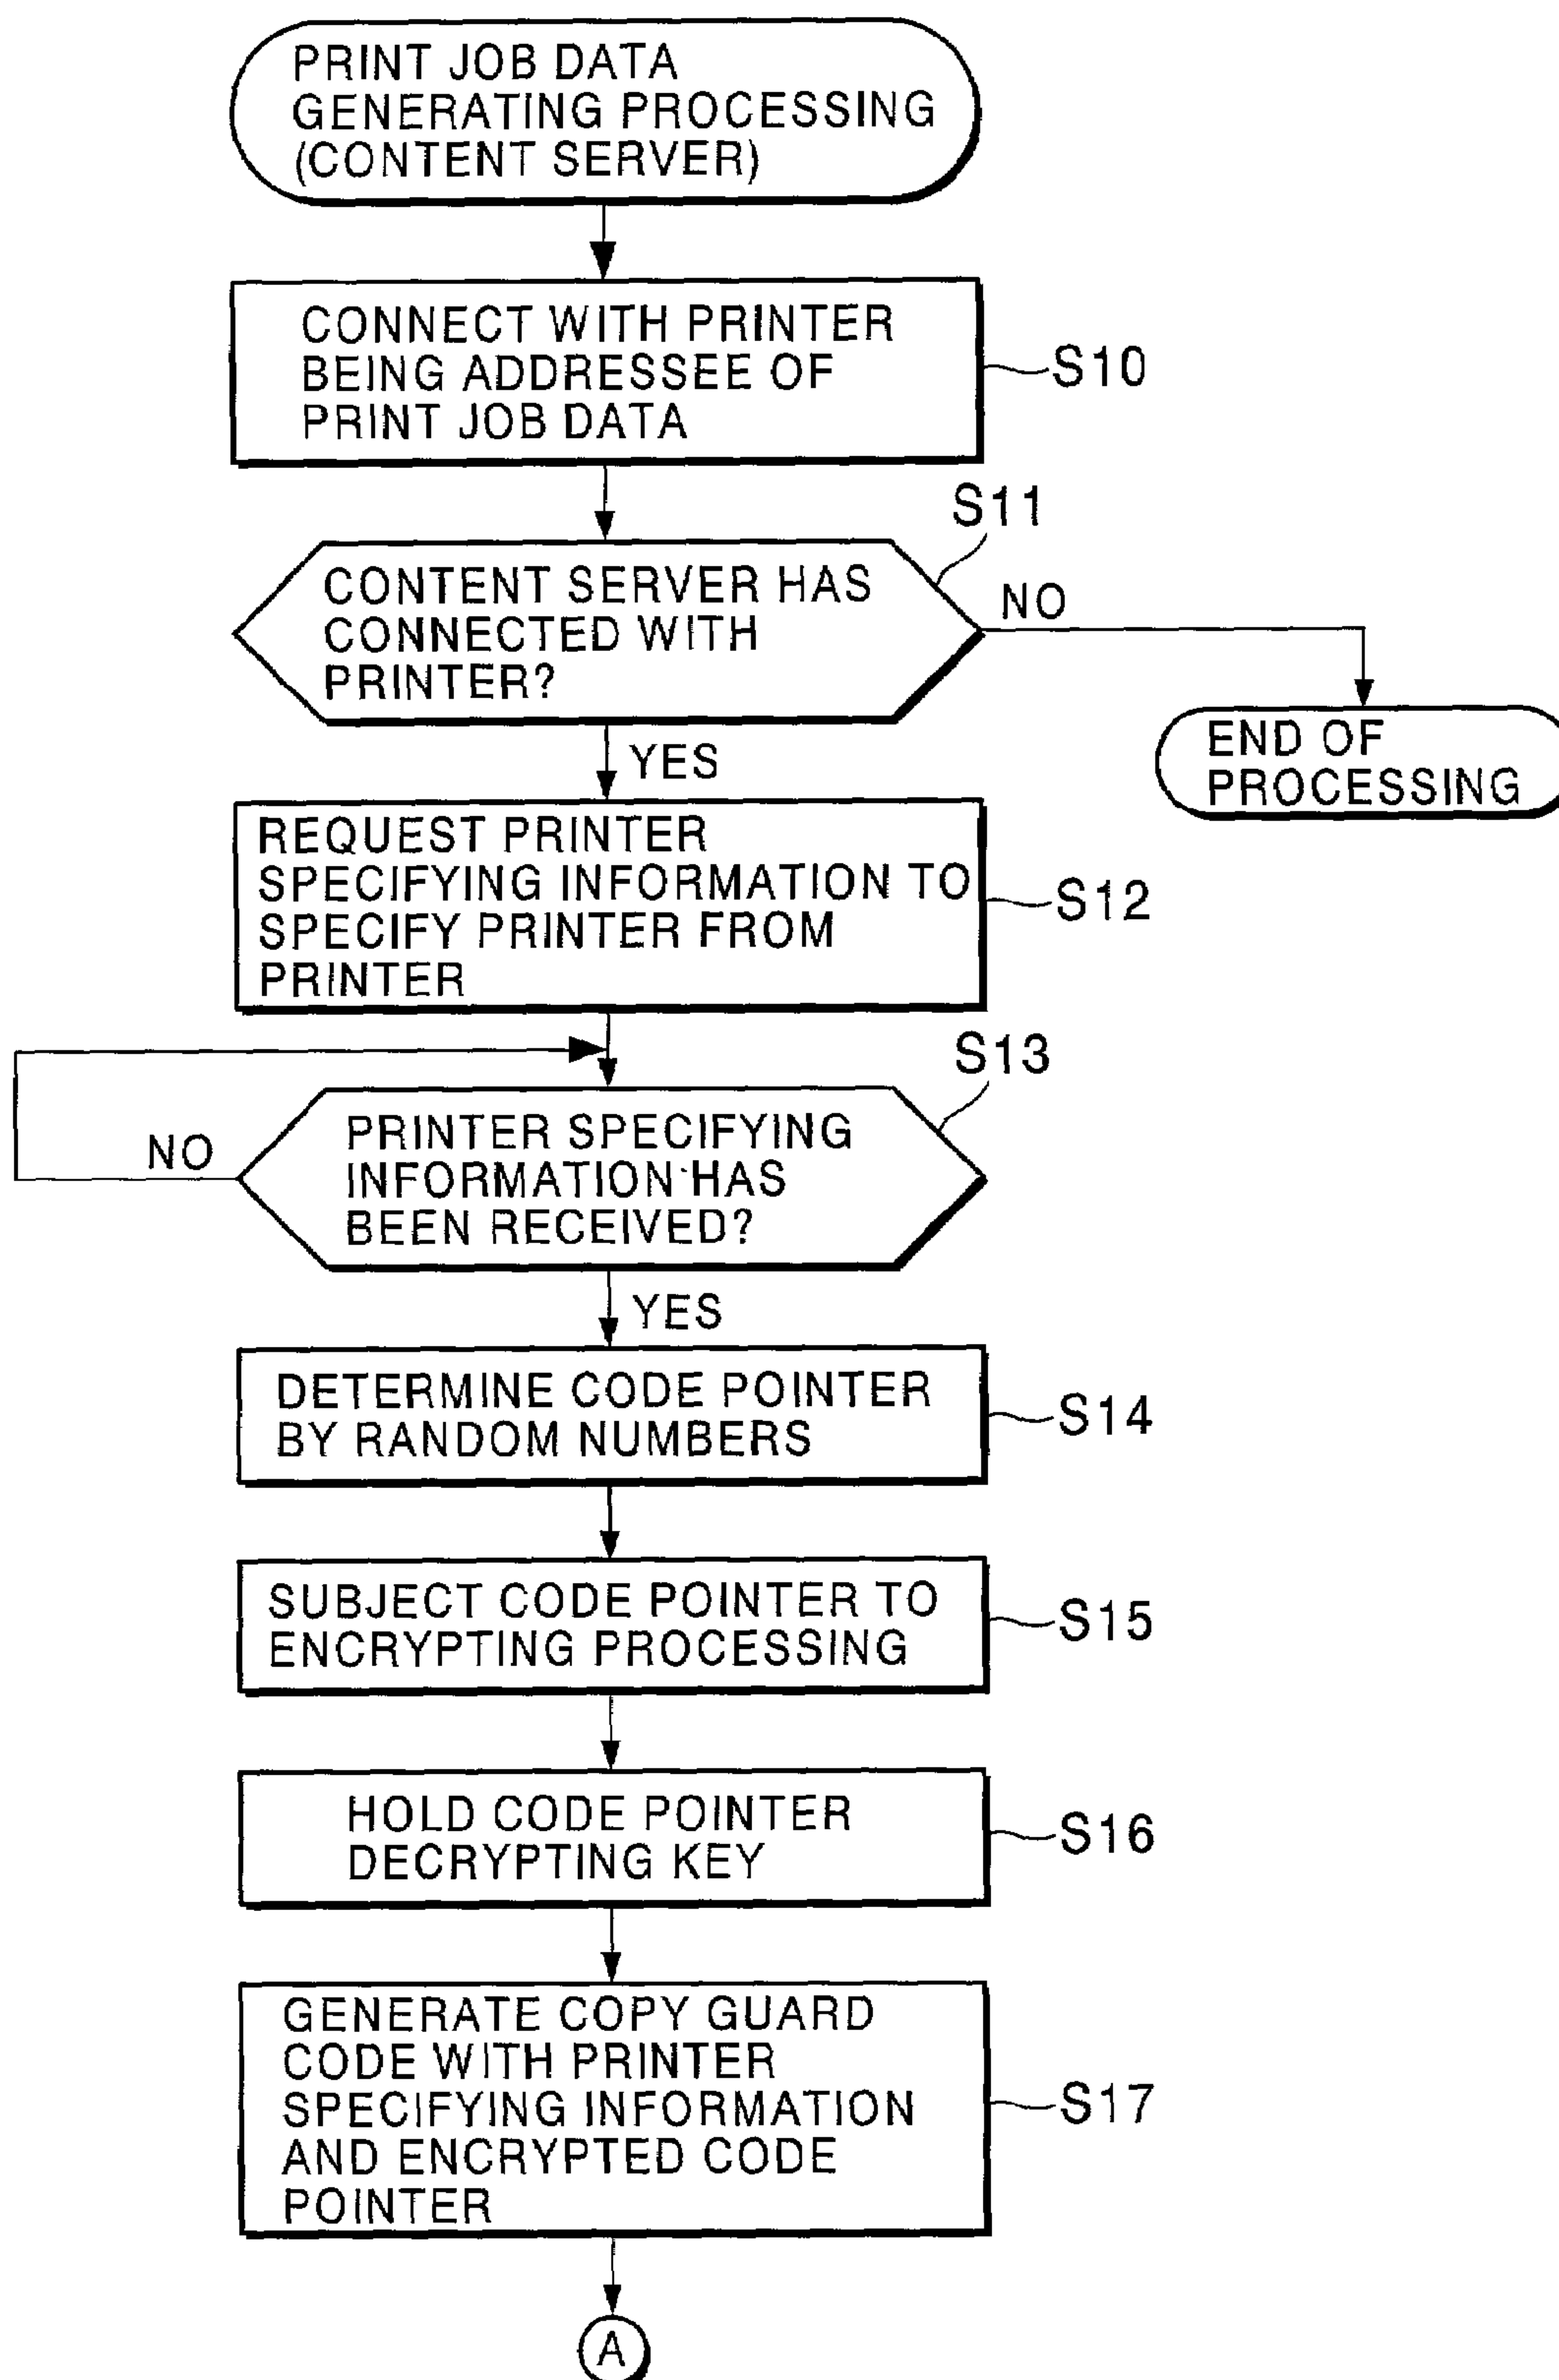 PRINT JOB DATA
GENERATING PROCESSING
(CONTENT SERVER)
CONNECT WITH PRINTER
BEING ADDRESSEE OF
PRINT JOB DATA
S10
S11
CONTENT SERVER HAS
CONNECTED WITH
PRINTER?
NO
END OF
PROCESSING
YES
REQUEST PRINTER
SPECIFYING INFORMATION TO
SPECIFY PRINTER FROM
PRINTER
S12
S13
PRINTER SPECIFYING
INFORMATION HAS
BEEN RECEIVED?
NO
YES
DETERMINE CODE POINTER
BY RANDOM NUMBERS
S14
SUBJECT CODE POINTER TO
ENCRYPTING PROCESSING
S15
HOLD CODE POINTER
DECRYPTING KEY
S16
GENERATE COPY GUARD
CODE WITH PRINTER
SPECIFYING INFORMATION
AND ENCRYPTED CODE
POINTER
S17
A